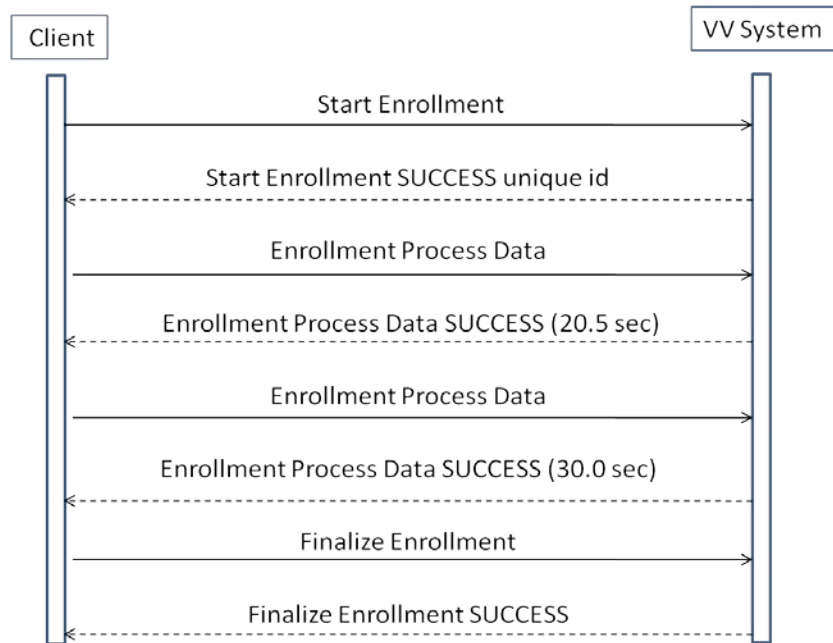 Client
VV System
Start Enrollment
Start Enrollment SUCCESS unique id
Enrollment Process Data
Enrollment Process Data SUCCESS (20.5 sec)
Enrollment Process Data
Enrollment Process Data SUCCESS (30.0 sec)
Finalize Enrollment
Finalize Enrollment SUCCESS